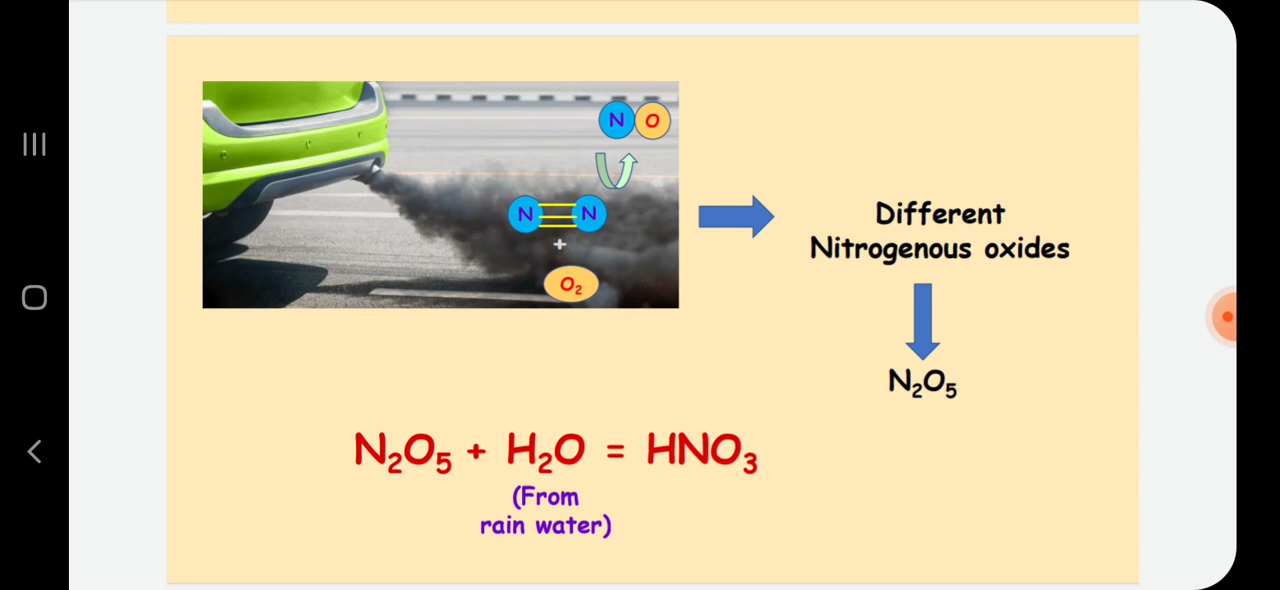 N O
N N
+
O₂
Different
Nitrogenous oxides
N₂O₅
N₂O₅ + H₂O = HNO₃
(From
rain water)